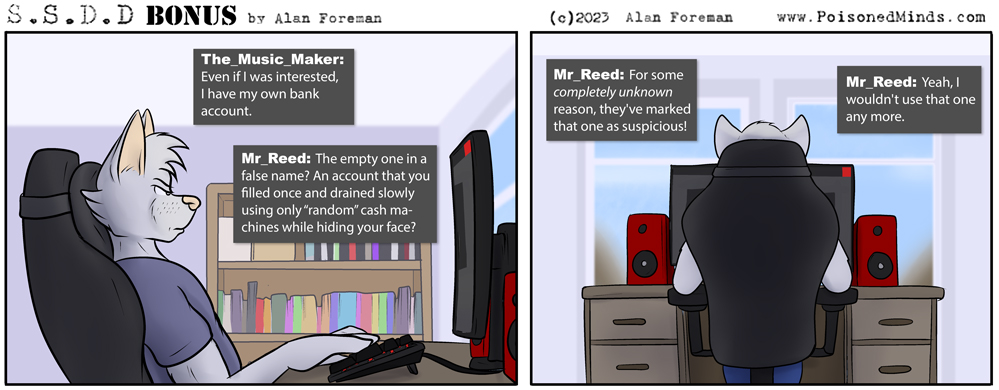 S.S.D.D BONUS by Alan Foreman
(c)2023 Alan Foreman www.PoisonedMinds.com
The_Music_Maker:
Even if I was interested,
I have my own bank
account.
Mr_Reed: The empty one in a
false name? An account that you
filled once and drained slowly
using only “random” cash ma-
chines while hiding your face?
Mr_Reed: For some
completely unknown
reason, they've marked
that one as suspicious!
Mr_Reed: Yeah, I
wouldn't use that one
any more.